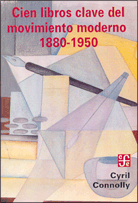 Cien libros clave del
movimiento moderno
1880-1950
Cyril
Connolly